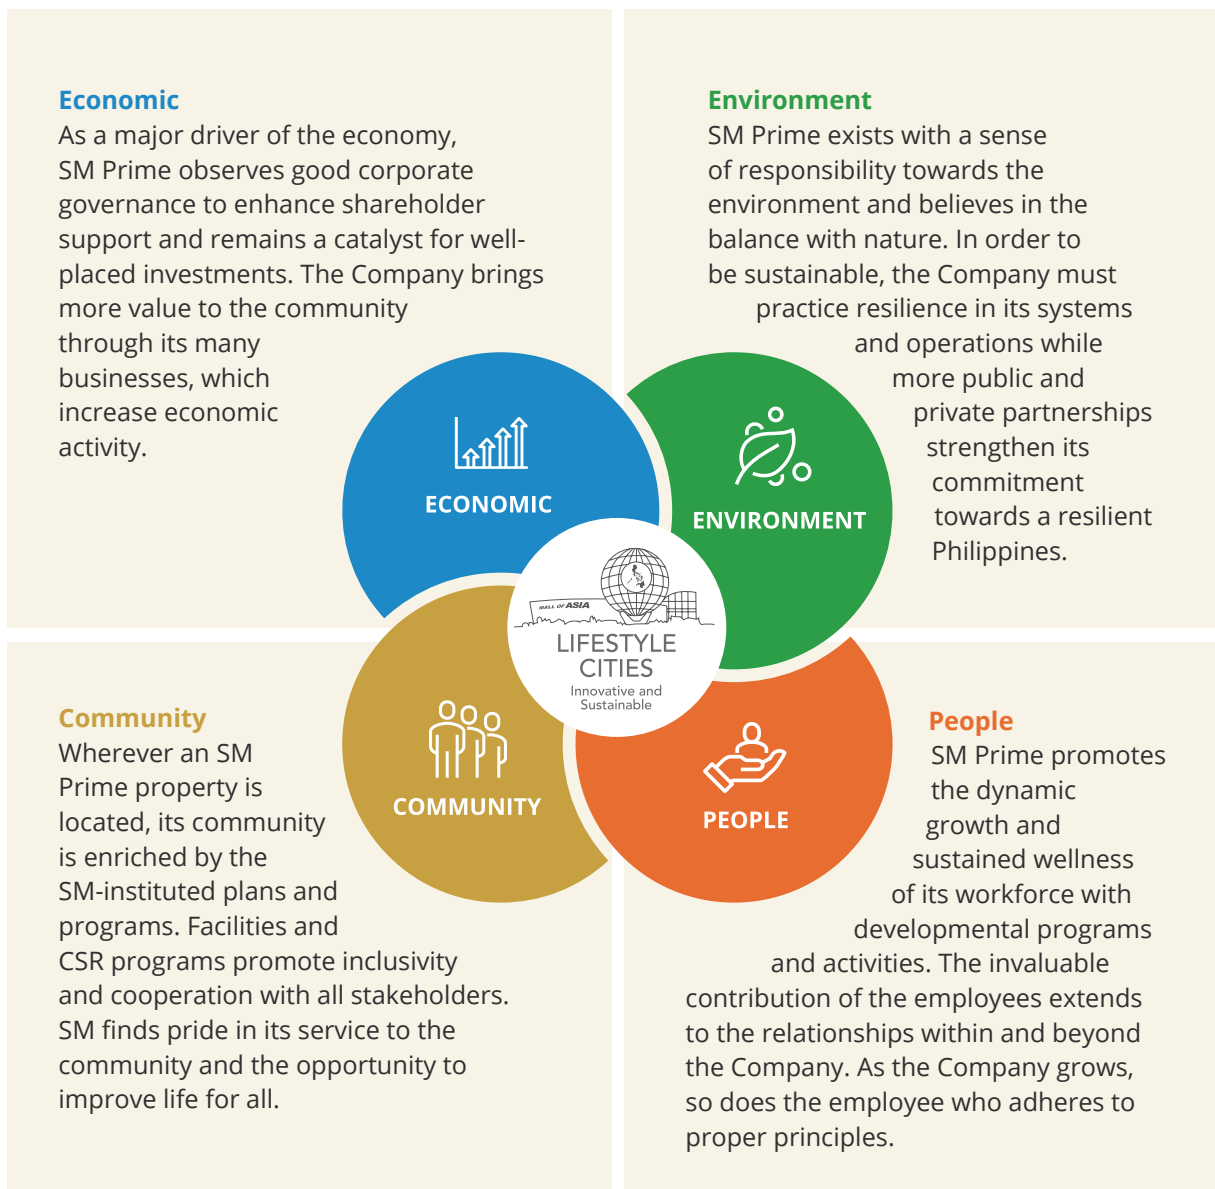 Economic
As a major driver of the economy,
SM Prime observes good corporate
governance to enhance shareholder
support and remains a catalyst for well-
placed investments. The Company brings
more value to the community
through its many
businesses, which
increase economic
activity.
Environment
SM Prime exists with a sense
of responsibility towards the
environment and believes in the
balance with nature. In order to
be sustainable, the Company must
practice resilience in its systems
and operations while
more public and
private partnerships
strengthen its
commitment
towards a resilient
Philippines.
ECONOMIC
ENVIRONMENT
MALL OF ASIA
LIFESTYLE
CITIES
Innovative and
Sustainable
COMMUNITY
PEOPLE
Community
Wherever an SM
Prime property is
located, its community
is enriched by the
SM-instituted plans and
programs. Facilities and
CSR programs promote inclusivity
and cooperation with all stakeholders.
SM finds pride in its service to the
community and the opportunity to
improve life for all.
People
SM Prime promotes
the dynamic
growth and
sustained wellness
of its workforce with
developmental programs
and activities. The invaluable
contribution of the employees extends
to the relationships within and beyond
the Company. As the Company grows,
so does the employee who adheres to
proper principles.